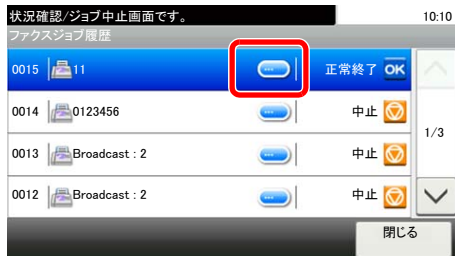 状況確認/ジョブ中止画面です。 10:10
ファクスジョブ履歴
0015 11 ... 正常終了 OK
0014 0123456 ... 中止
1/3
0013 Broadcast : 2 ... 中止
0012 Broadcast : 2 ... 中止
閉じる